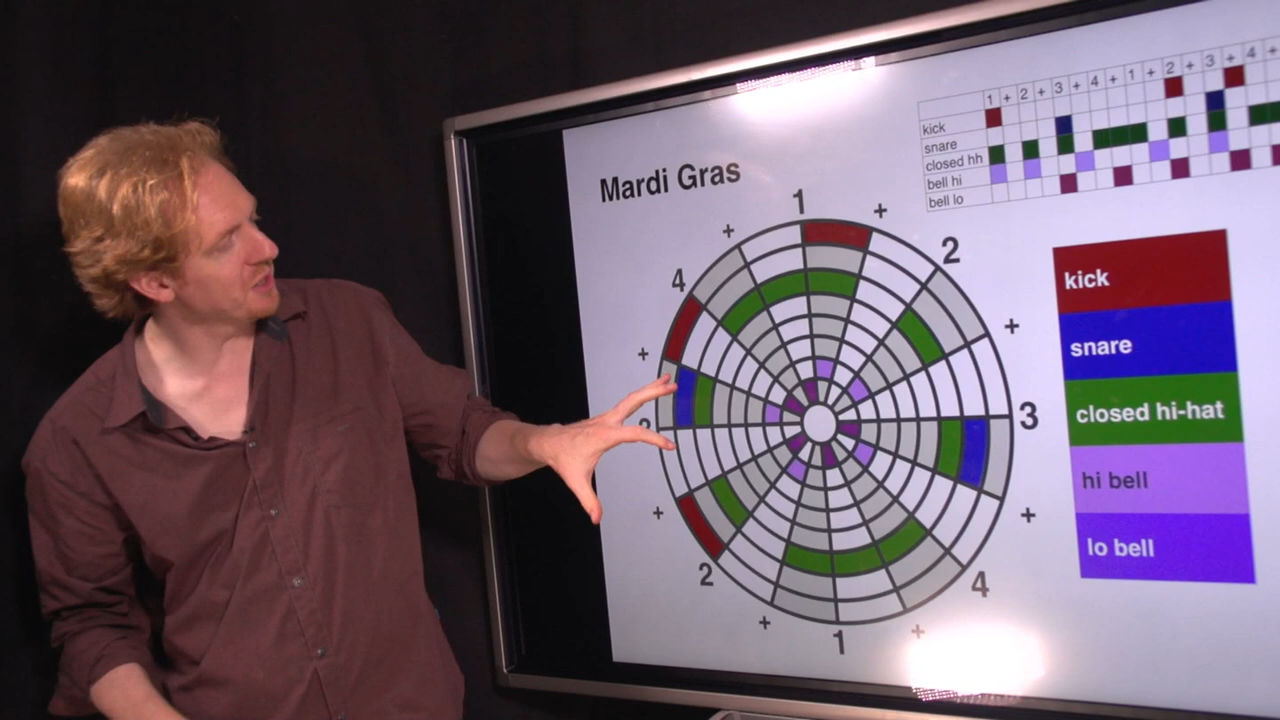 1 + 2 + 3 + 4 + 1 + 2 + 3 + 4 +
kick
snare
closed hh
bell hi
bell lo
Mardi Gras
1
+
2
+
3
+
4
+
1
+
2
+
+
4
+
kick
snare
closed hi-hat
hi bell
lo bell